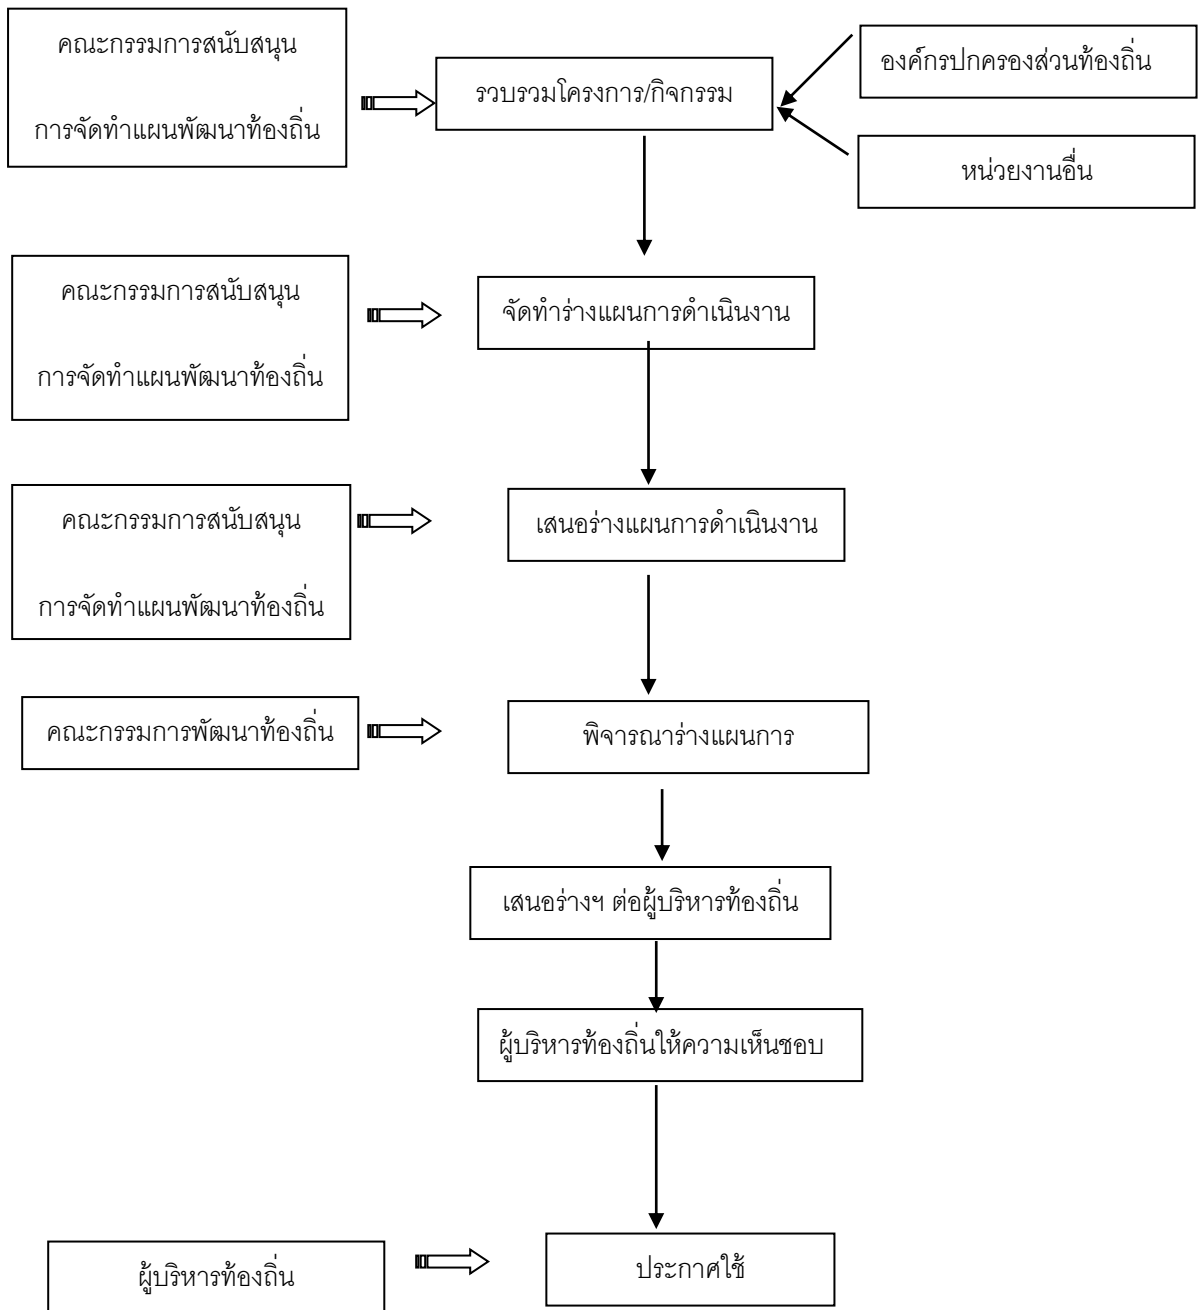 คณะกรรมการสนับสนุน
การจัดทำแผนพัฒนาท้องถิ่น
รวบรวมโครงการ/กิจกรรม
องค์กรปกครองส่วนท้องถิ่น
หน่วยงานอื่น
คณะกรรมการสนับสนุน
การจัดทำแผนพัฒนาท้องถิ่น
จัดทำร่างแผนการดำเนินงาน
คณะกรรมการสนับสนุน
การจัดทำแผนพัฒนาท้องถิ่น
เสนอร่างแผนการดำเนินงาน
คณะกรรมการพัฒนาท้องถิ่น
พิจารณาร่างแผนการ
เสนอร่างฯ ต่อผู้บริหารท้องถิ่น
ผู้บริหารท้องถิ่นให้ความเห็นชอบ
ผู้บริหารท้องถิ่น
ประกาศใช้